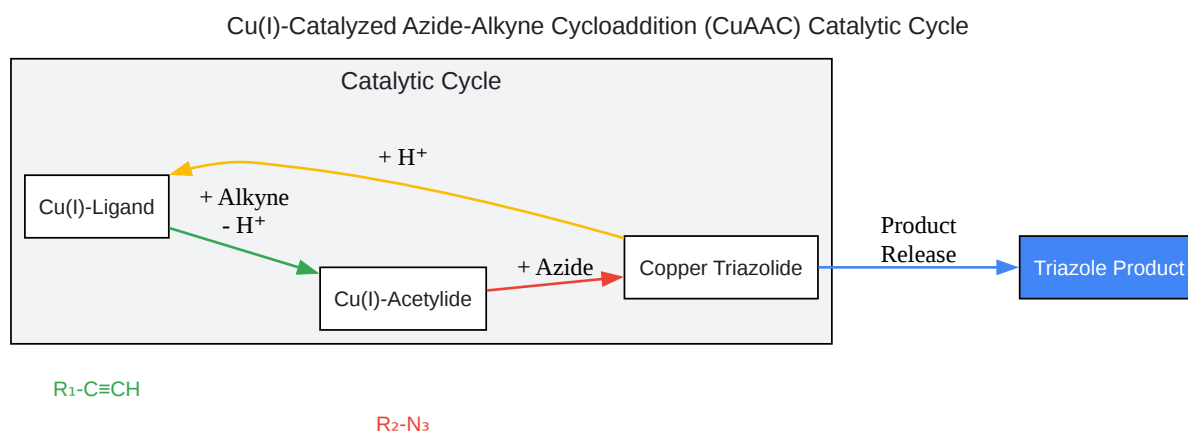 Cu(I)-Catalyzed Azide-Alkyne Cycloaddition (CuAAC) Catalytic Cycle
Catalytic Cycle
+ H⁺
Cu(I)-Ligand
+ Alkyne
- H⁺
Cu(I)-Acetylide
+ Azide
Copper Triazolide
Product
Release
Triazole Product
R₁-C≡CH
R₂-N₃